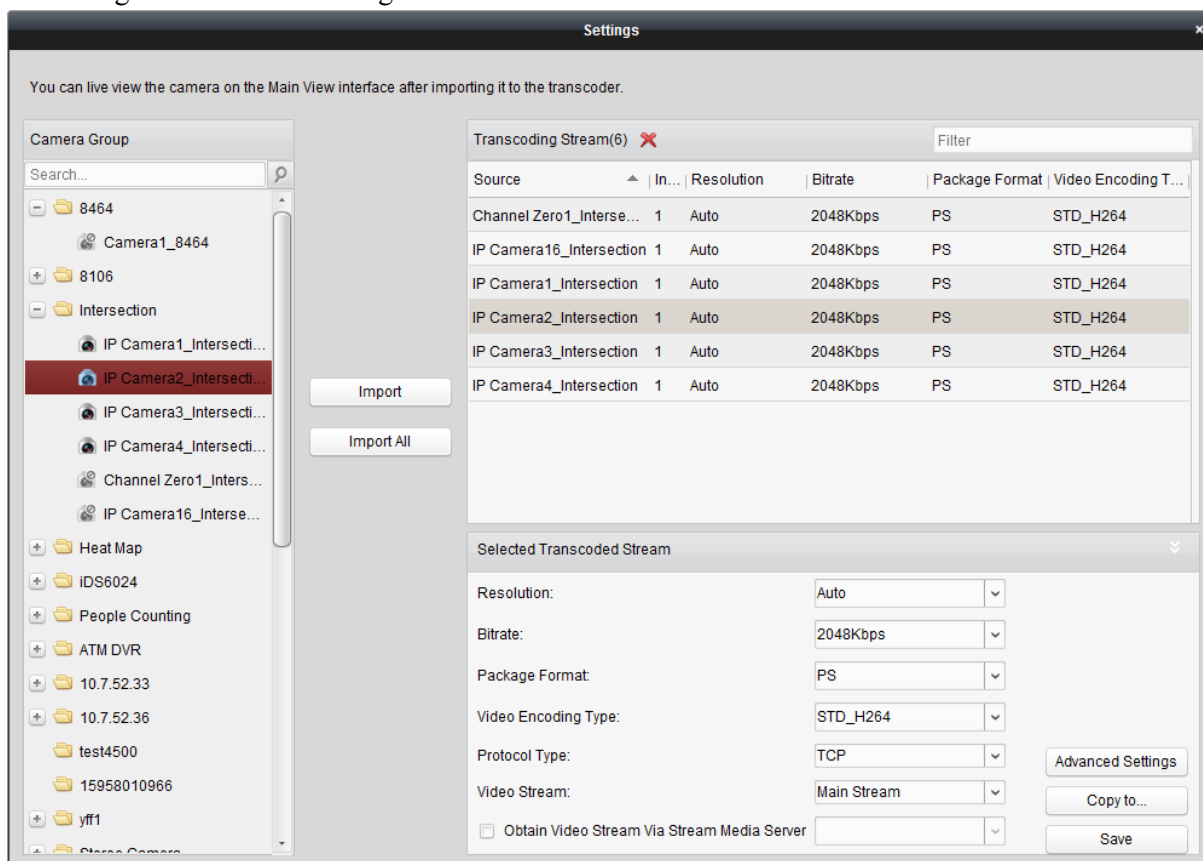 Settings
You can live view the camera on the Main View interface after importing it to the transcoder.
Camera Group
Search...
8464
Camera1_8464
8106
Intersection
IP Camera1_Intersecti...
IP Camera2_Intersecti...
IP Camera3_Intersecti...
IP Camera4_Intersecti...
Channel Zero1_Inters...
IP Camera16_Interse...
Heat Map
iDS6024
People Counting
ATM DVR
10.7.52.33
10.7.52.36
test4500
15958010966
yff1
Stereo Camera
Import
Import All
Transcoding Stream(6) Filter
Source In... Resolution Bitrate Package Format Video Encoding T...
Channel Zero1_Interse... 1 Auto 2048Kbps PS STD_H264
IP Camera16_Intersection 1 Auto 2048Kbps PS STD_H264
IP Camera1_Intersection 1 Auto 2048Kbps PS STD_H264
IP Camera2_Intersection 1 Auto 2048Kbps PS STD_H264
IP Camera3_Intersection 1 Auto 2048Kbps PS STD_H264
IP Camera4_Intersection 1 Auto 2048Kbps PS STD_H264
Selected Transcoded Stream
Resolution: Auto
Bitrate: 2048Kbps
Package Format: PS
Video Encoding Type: STD_H264
Protocol Type: TCP
Video Stream: Main Stream
Obtain Video Stream Via Stream Media Server
Advanced Settings
Copy to...
Save